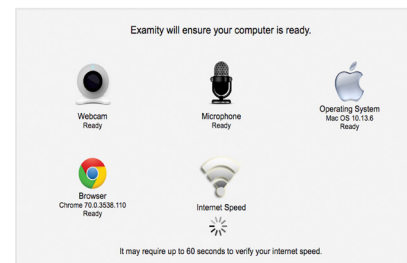 Examity will ensure your computer is ready.
Webcam
Ready
Microphone
Ready
Operating System
Mac OS 10.13.6
Ready
Browser
Chrome 70.0.3538.110
Ready
Internet Speed
It may require up to 60 seconds to verify your internet speed.